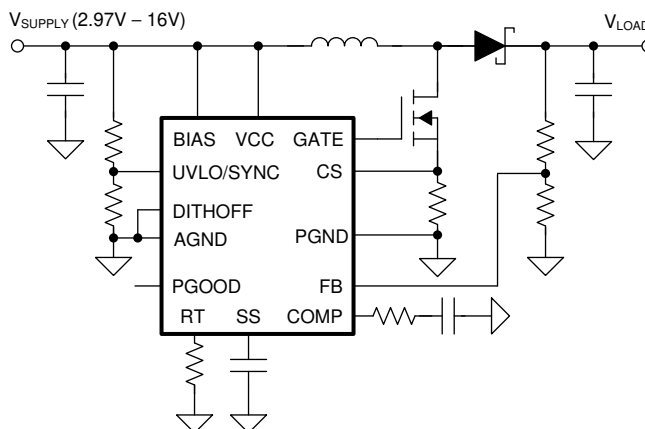 VSUPPLY (2.97V – 16V)
VLOAD
BIAS VCC GATE
UVLO/SYNC CS
DITHOFF
AGND PGND
PGOOD FB
RT SS COMP